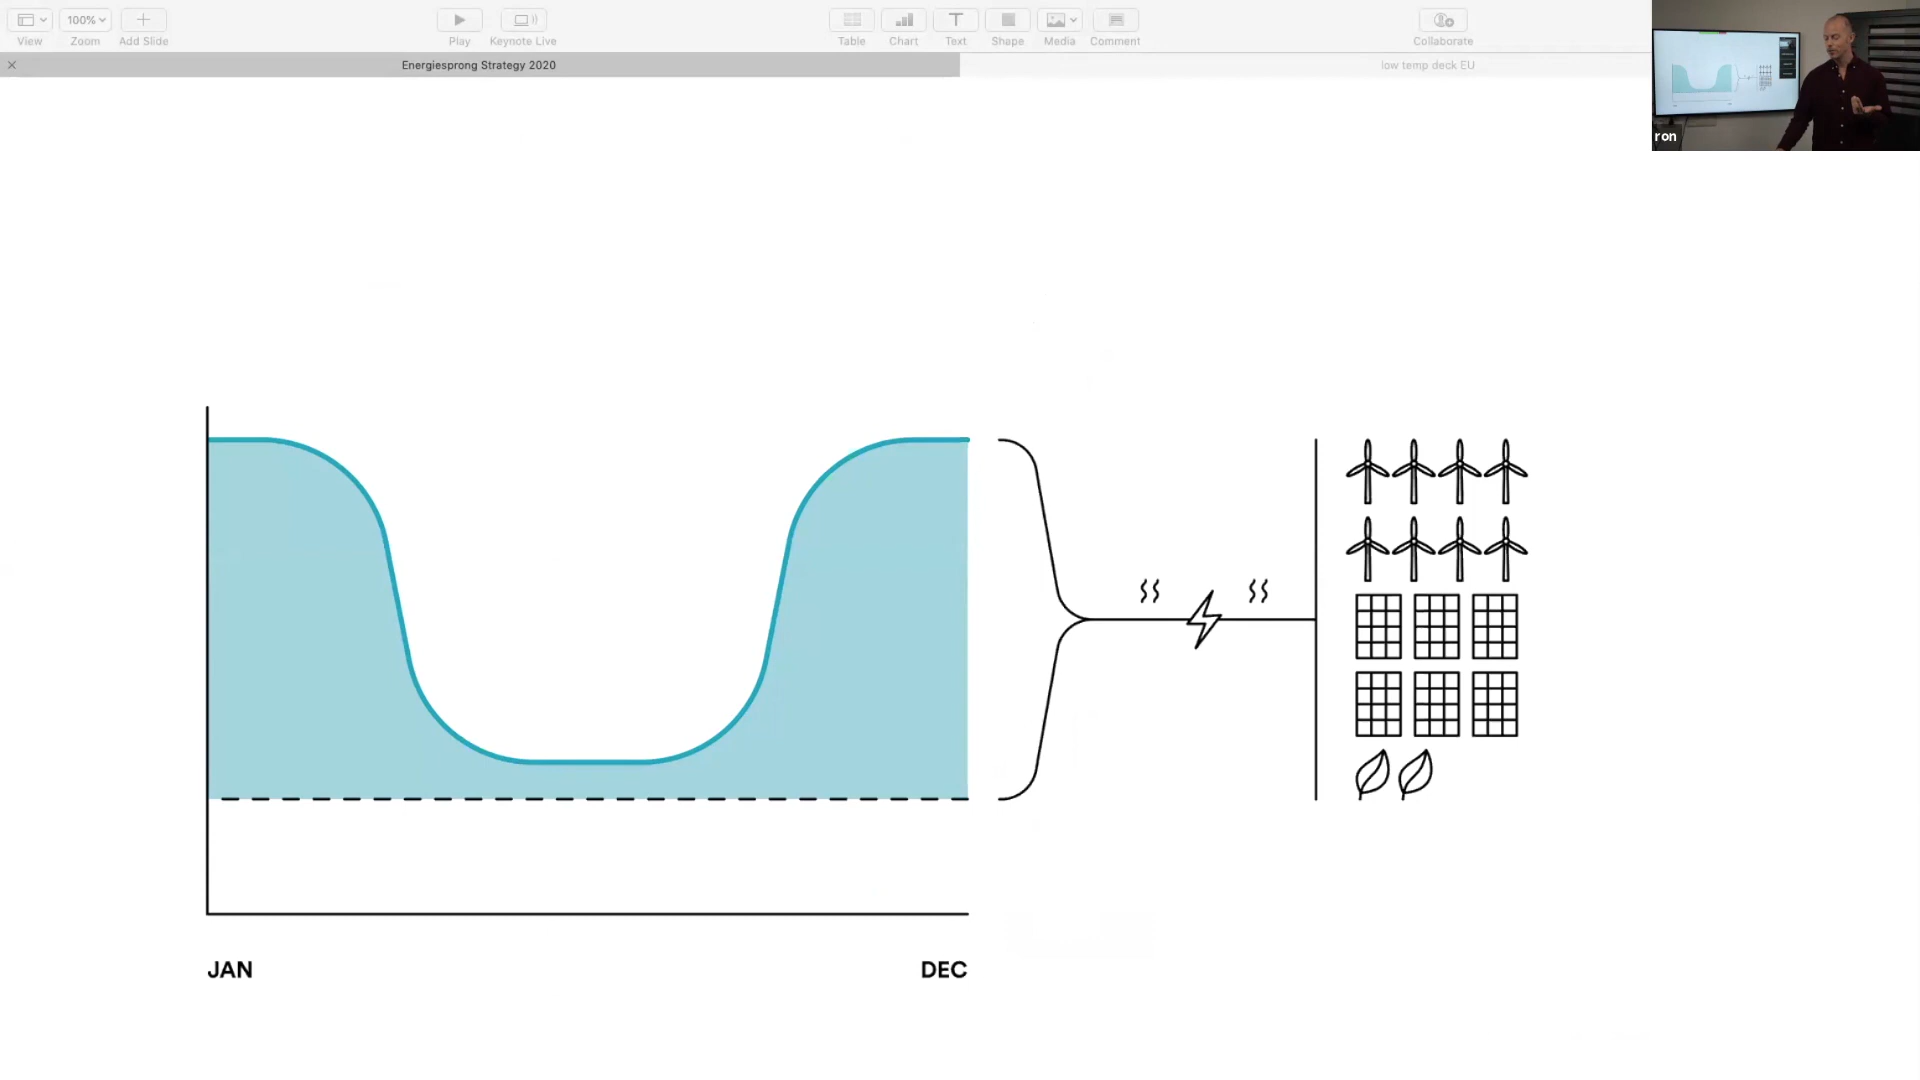 100%
View
Zoom
Add Slide
Play
Keynote Live
Table
Chart
Text
Shape
Media
Comment
Collaborate
Energiesprong Strategy 2020
low temp deck EU
ron
JAN
DEC